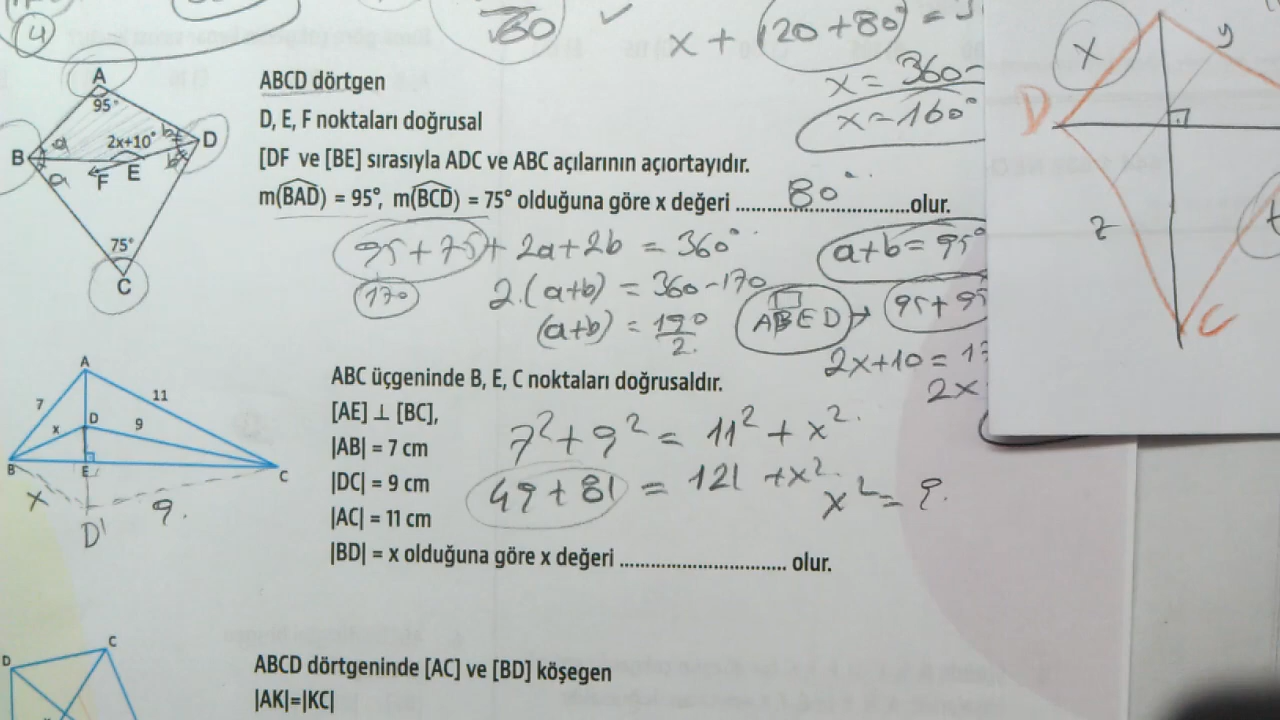 4
80 ✓
x + 120 + 80° =
x = 360-
x = 160°
ABCD dörtgen
D, E, F noktaları doğrusal
[DF ve [BE] sırasıyla ADC ve ABC açılarının açıortayıdır.
m(BAD) = 95°, m(BCD) = 75° olduğuna göre x değeri ........ 80° ........olur.
A
95°
B
a
a
2x+10°
b
b
D
F
E
75°
C
95+75+ 2a+2b = 360°
170
2.(a+b) = 360-170
(a+b) = 190
2
a+b = 95°
ABED →
95+95
2x+10 = 1
2x
x
y
D
z
t
C
ABC üçgeninde B, E, C noktaları doğrusaldır.
[AE] ⊥ [BC],
|AB| = 7 cm
|DC| = 9 cm
|AC| = 11 cm
|BD| = x olduğuna göre x değeri .............................. olur.
A
7
11
D
x
9
B
E
C
x
9.
D'
7² + 9² = 11² + x².
49 + 81 = 121 + x².
x² = 9.
D
C
ABCD dörtgeninde [AC] ve [BD] köşegen
|AK|=|KC|